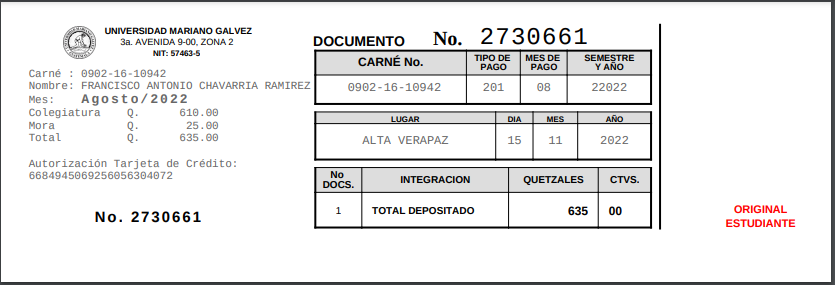 UNIVERSIDAD MARIANO GALVEZ
3a. AVENIDA 9-00, ZONA 2
NIT: 57463-5
Carné : 0902-16-10942
Nombre: FRANCISCO ANTONIO CHAVARRIA RAMIREZ
Mes: Agosto/2022
Colegiatura Q. 610.00
Mora Q. 25.00
Total Q. 635.00
Autorización Tarjeta de Crédito:
6684945069256056304072
No. 2730661
DOCUMENTO No. 2730661
CARNÉ No. TIPO DE PAGO MES DE PAGO SEMESTRE Y AÑO
0902-16-10942 201 08 22022
LUGAR DIA MES AÑO
ALTA VERAPAZ 15 11 2022
No DOCS. INTEGRACION QUETZALES CTVS.
1 TOTAL DEPOSITADO 635 00
ORIGINAL
ESTUDIANTE